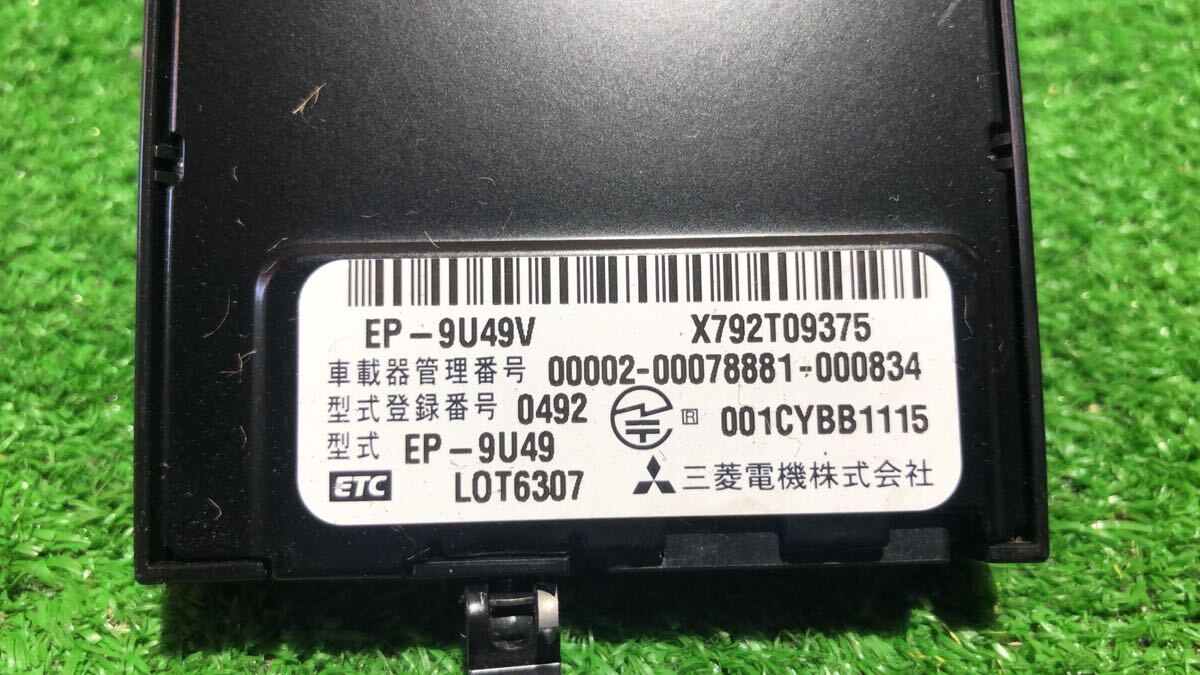 EP-9U49V X792T09375
車載器管理番号 00002-00078881-000834
型式登録番号 0492 R 001CYBB1115
型式 EP-9U49
ETC LOT6307 三菱電機株式会社